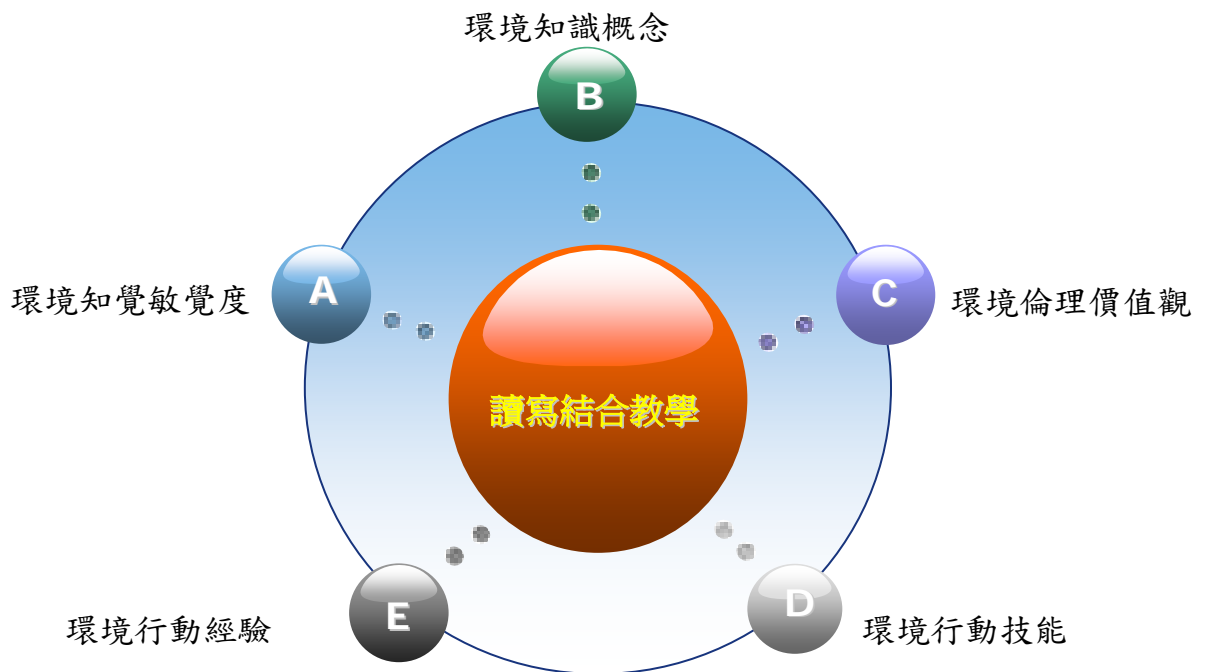 環境知識概念
B
環境知覺敏覺度
A
C
環境倫理價值觀
讀寫結合教學
環境行動經驗
E
D
環境行動技能